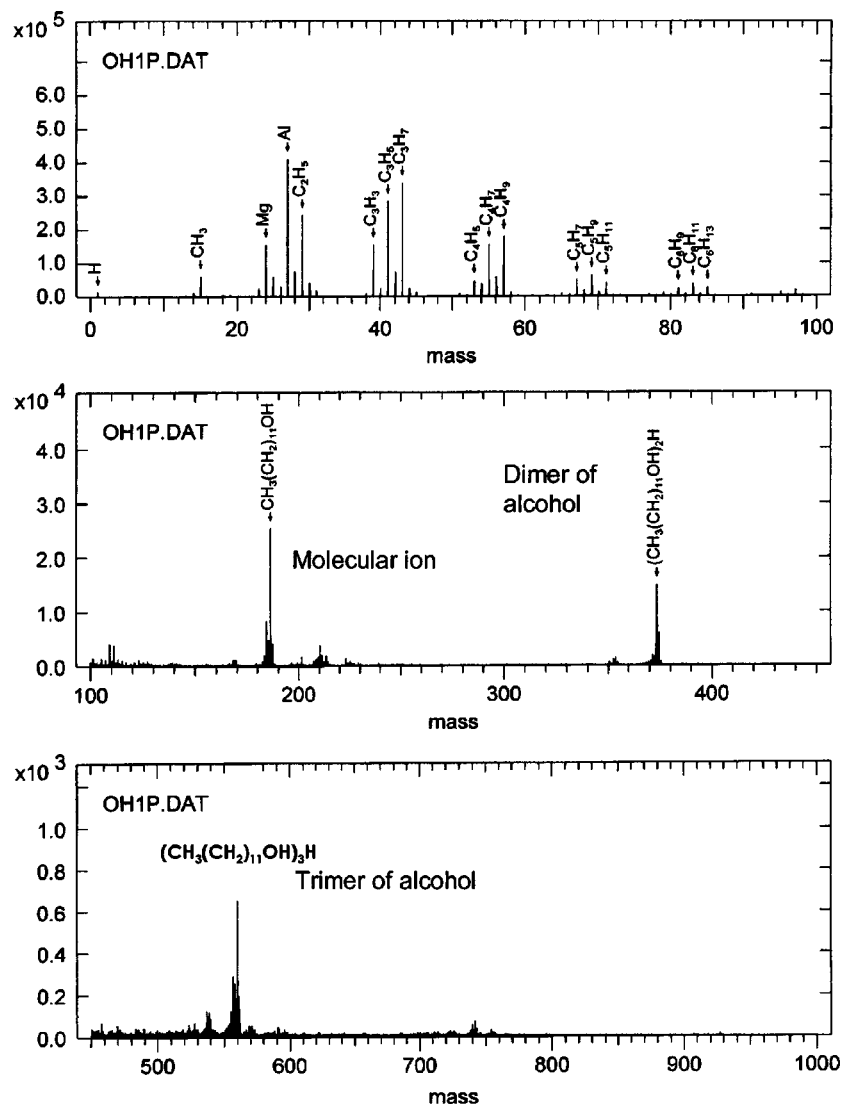 x10 5
OH1P.DAT
6.0
5.0
4.0
3.0
2.0
1.0
0.0
H
CH3
Mg
Al
C2H5
C3H3
C3H5
C3H7
C4H5
C4H7
C4H9
C5H7
C5H9
C5H11
C6H9
C6H11
C6H13
0 20 40 60 80 100
mass
x10 4
OH1P.DAT
4.0
3.0
2.0
1.0
0.0
CH3(CH2)11OH
Molecular ion
Dimer of
alcohol
(CH3(CH2)11OH)2H
100 200 300 400
mass
x10 3
OH1P.DAT
1.0
0.8
0.6
0.4
0.2
0.0
(CH3(CH2)11OH)3H
Trimer of alcohol
500 600 700 800 900 1000
mass